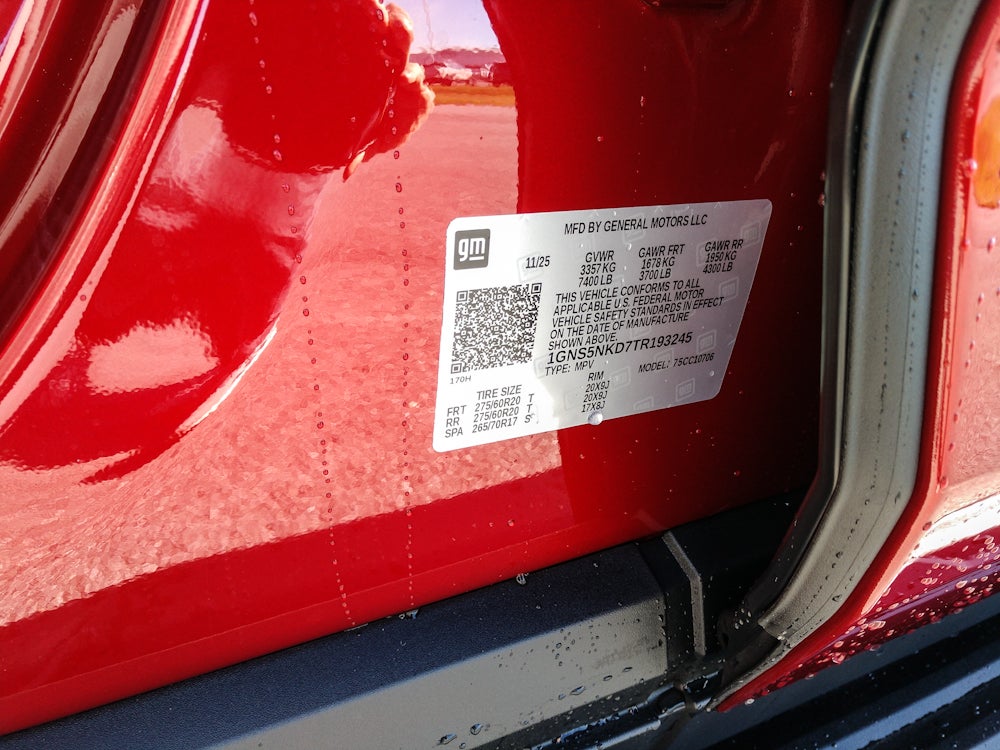 gm
MFD BY GENERAL MOTORS LLC
11/25 GVWR GAWR FRT GAWR RR
3357 KG 1678 KG 1950 KG
7400 LB 3700 LB 4300 LB
THIS VEHICLE CONFORMS TO ALL
APPLICABLE U.S. FEDERAL MOTOR
VEHICLE SAFETY STANDARDS IN EFFECT
ON THE DATE OF MANUFACTURE
SHOWN ABOVE.
1GNS5NKD7TR193245
TYPE: MPV MODEL: 75CC10706
170H
TIRE SIZE RIM
FRT 275/60R20 T 20X9J
RR 275/60R20 T 20X9J
SPA 265/70R17 S 17X8J